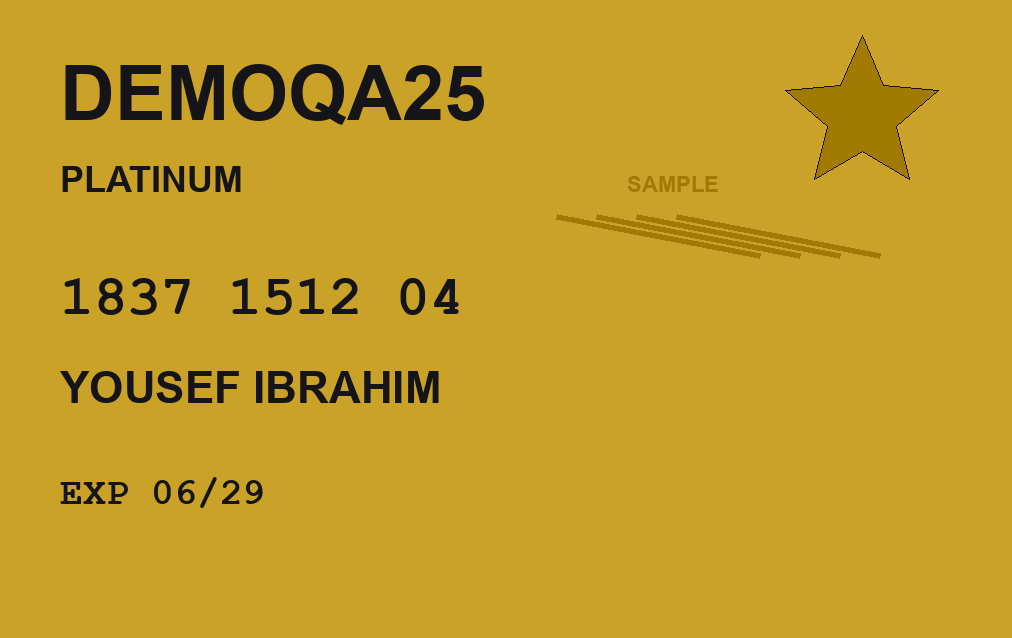 DEMOQA25
PLATINUM
SAMPLE
1837 1512 04
YOUSEF IBRAHIM
EXP 06/29